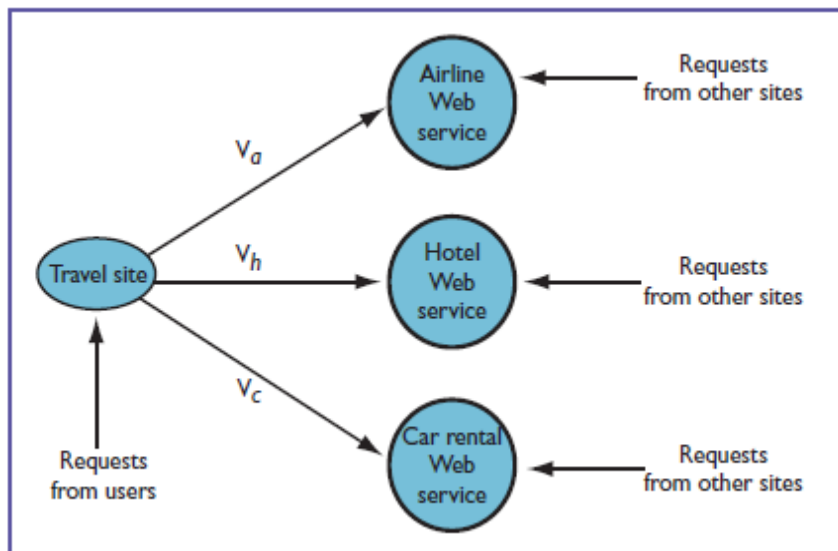 Airline
Web
service
Requests
from other sites
Va
Travel site
Vh
Hotel
Web
service
Requests
from other sites
Vc
Car rental
Web
service
Requests
from other sites
Requests
from users